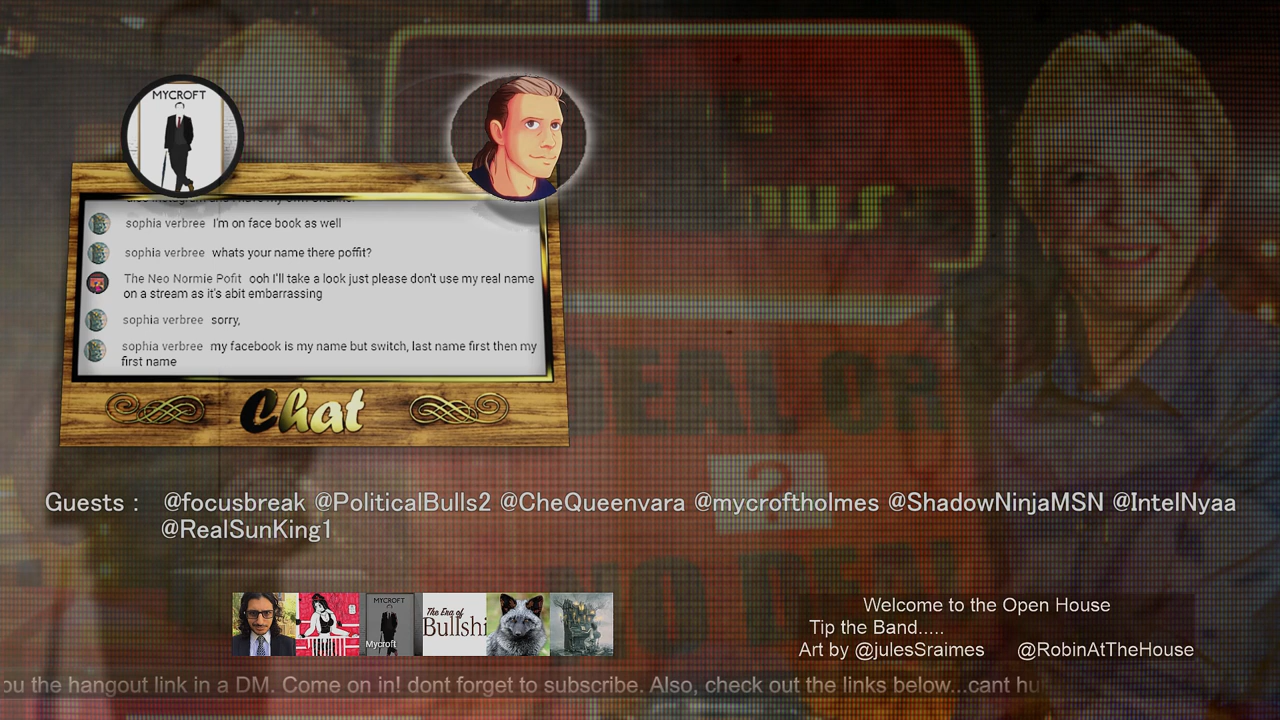 MYCROFT
sophia verbree I'm on face book as well
sophia verbree whats your name there poffit?
The Neo Normie Pofit ooh I'll take a look just please don't use my real name
on a stream as it's abit embarrassing
sophia verbree sorry,
sophia verbree my facebook is my name but switch, last name first then my
first name
Chat
DEAL OR
?
NO DEAL
Guests : @focusbreak @PoliticalBulls2 @CheQueenvara @mycroftholmes @ShadowNinjaMSN @IntelNyaa
@RealSunKing1
MYCROFT
Mycroft
The Era of
Bullshi
Welcome to the Open House
Tip the Band.....
Art by @julesSraimes @RobinAtTheHouse
ou the hangout link in a DM. Come on in! dont forget to subscribe. Also, check out the links below...cant hu